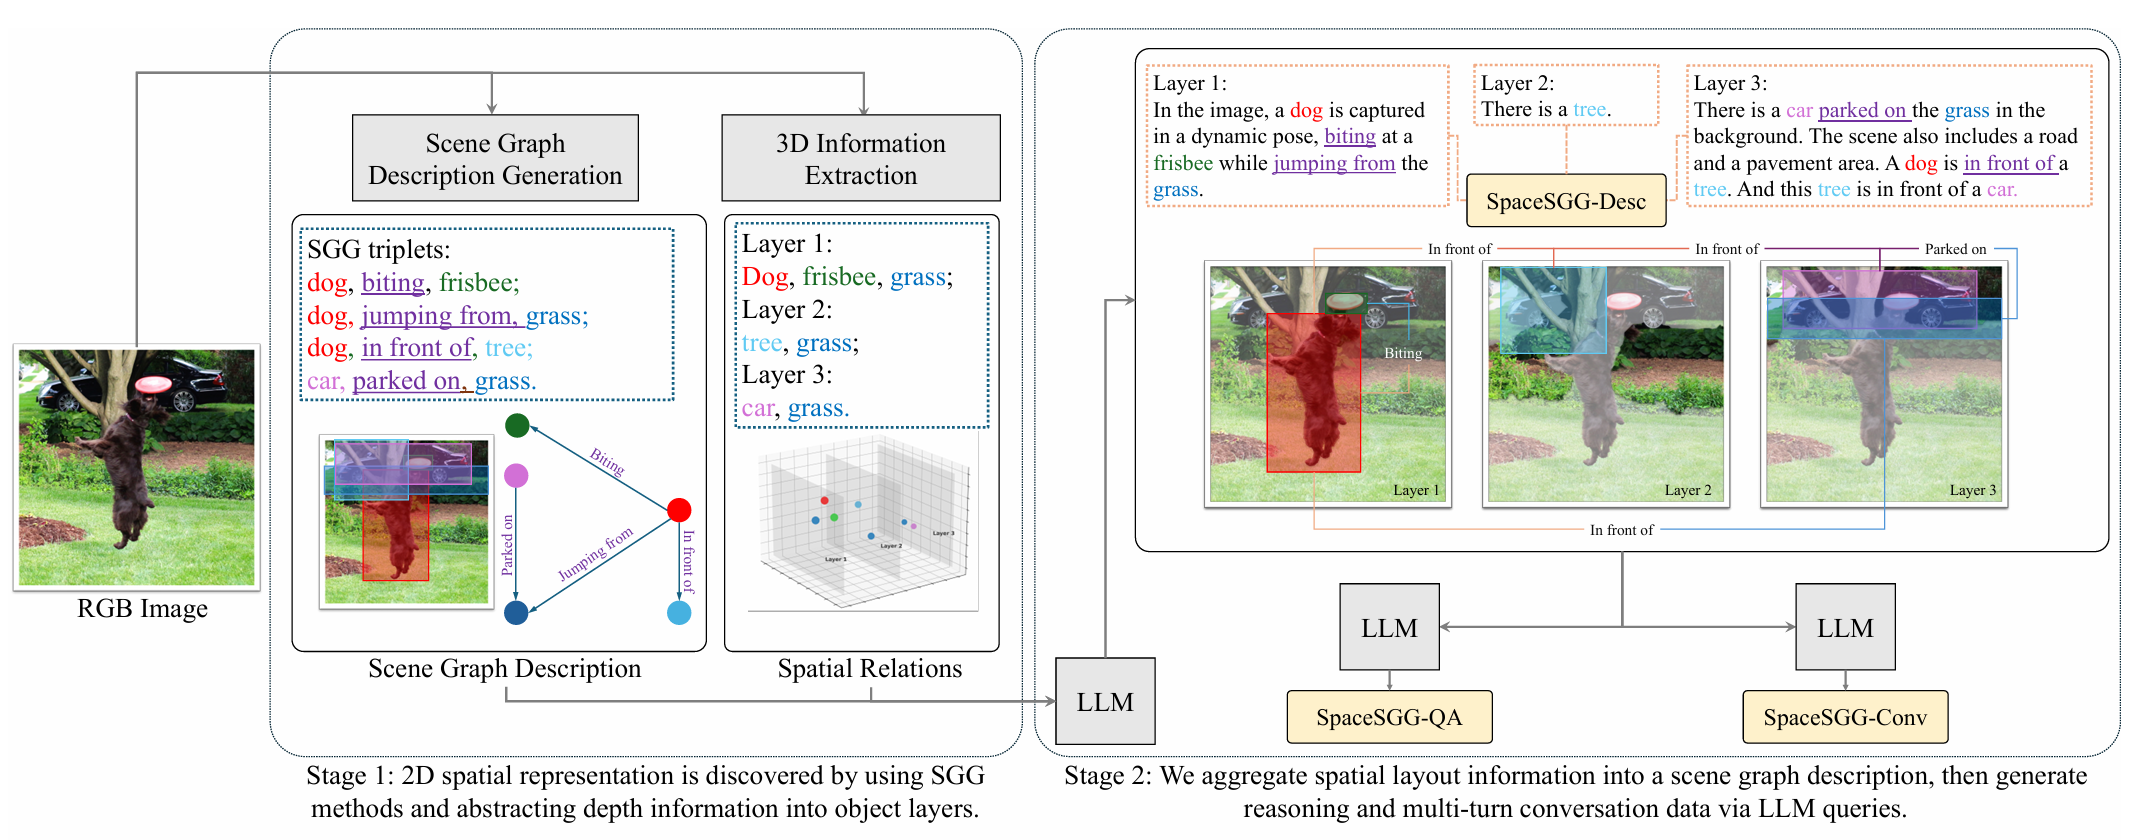 RGB Image
Scene Graph
Description Generation
3D Information
Extraction
SGG triplets:
dog, biting, frisbee;
dog, jumping from, grass;
dog, in front of, tree;
car, parked on, grass.
Biting
Parked on
Jumping from
In front of
Scene Graph Description
Layer 1:
Dog, frisbee, grass;
Layer 2:
tree, grass;
Layer 3:
car, grass.
Layer 2
Layer 3
Spatial Relations
Stage 1: 2D spatial representation is discovered by using SGG
methods and abstracting depth information into object layers.
LLM
Layer 1:
In the image, a dog is captured
in a dynamic pose, biting at a
frisbee while jumping from the
grass.
Layer 2:
There is a tree.
Layer 3:
There is a car parked on the grass in the
background. The scene also includes a road
and a pavement area. A dog is in front of a
tree. And this tree is in front of a car.
SpaceSGG-Desc
In front of
In front of
Parked on
Biting
Layer 1
Layer 2
Layer 3
In front of
LLM
LLM
SpaceSGG-QA
SpaceSGG-Conv
Stage 2: We aggregate spatial layout information into a scene graph description, then generate
reasoning and multi-turn conversation data via LLM queries.